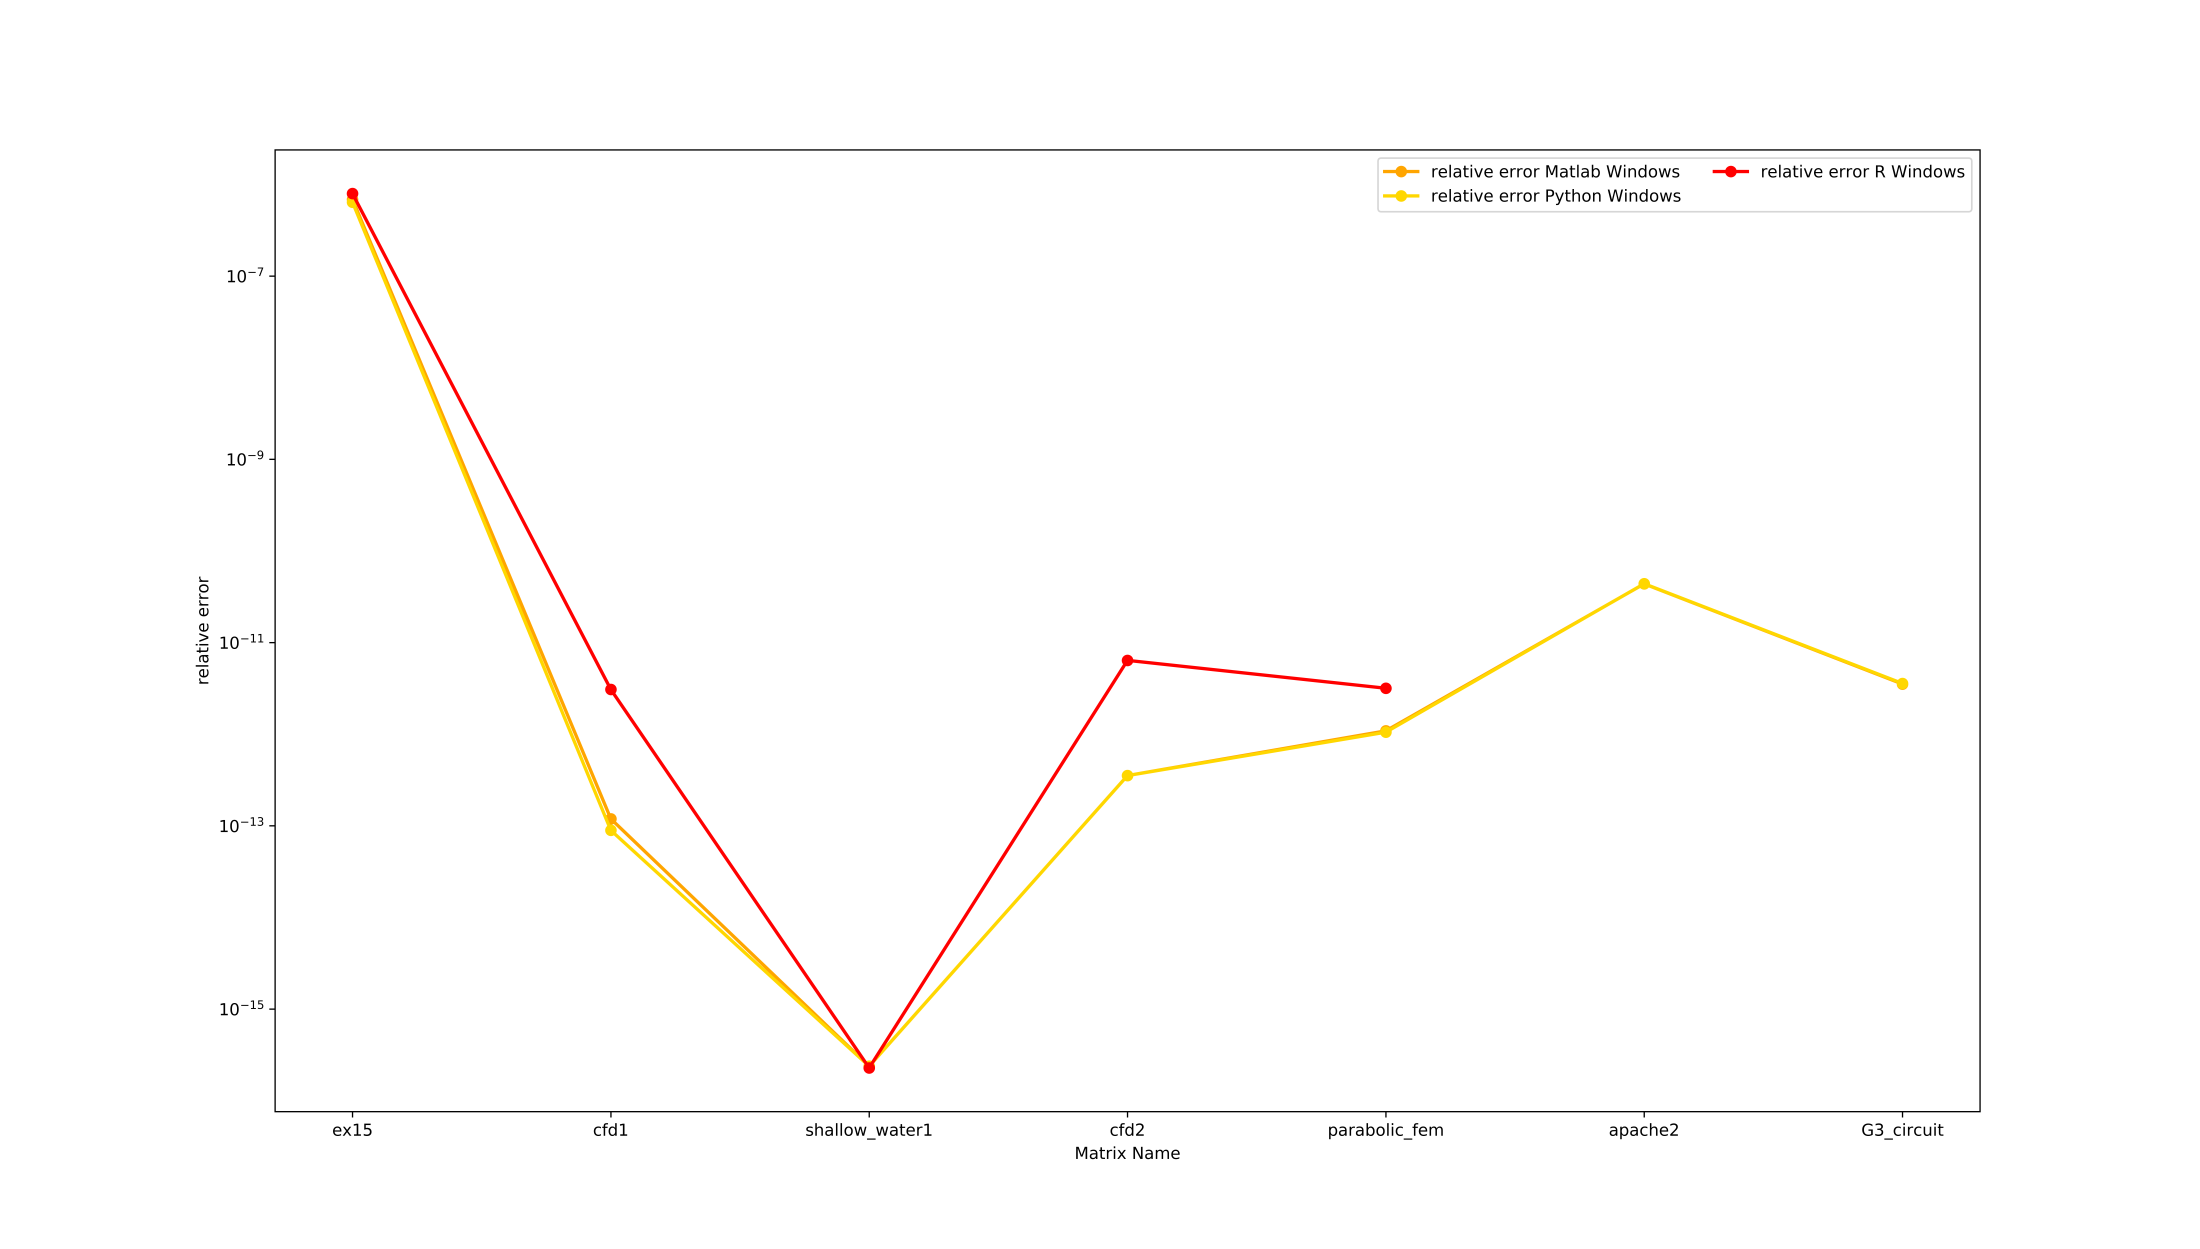 relative error Matlab Windows
relative error Python Windows
relative error R Windows
10⁻⁷
10⁻⁹
10⁻¹¹
10⁻¹³
10⁻¹⁵
relative error
ex15
cfd1
shallow_water1
cfd2
parabolic_fem
apache2
G3_circuit
Matrix Name